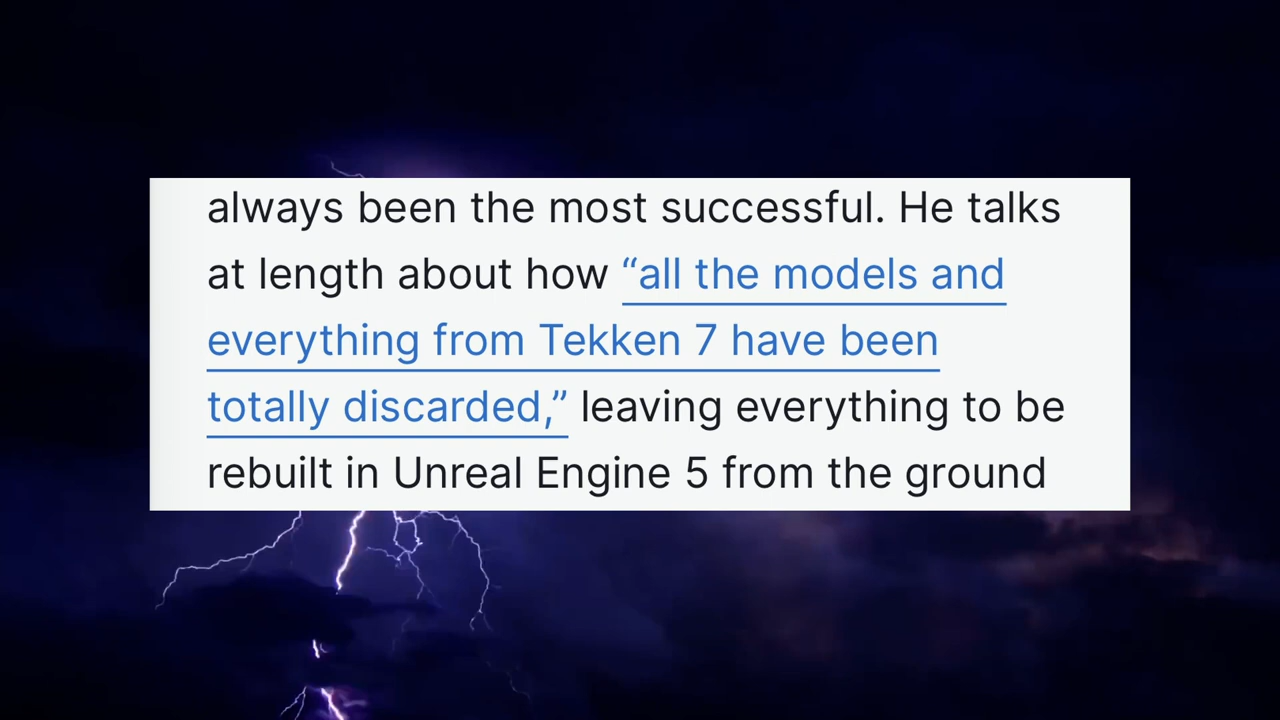 always been the most successful. He talks
at length about how “all the models and
everything from Tekken 7 have been
totally discarded,” leaving everything to be
rebuilt in Unreal Engine 5 from the ground